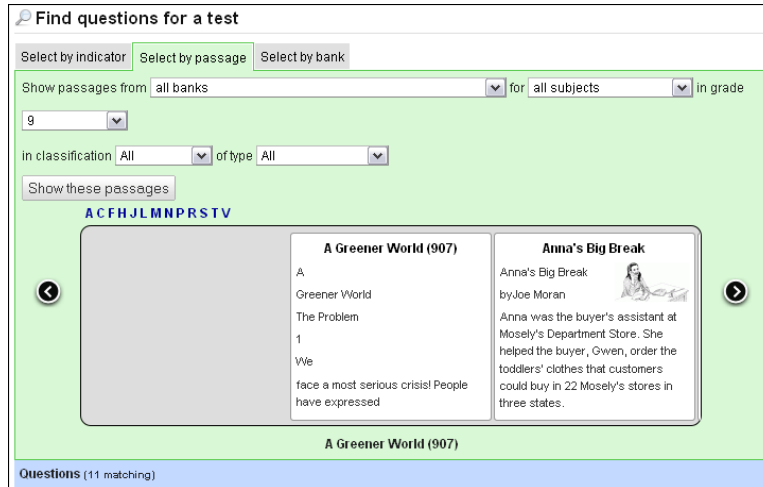 Find questions for a test
Select by indicator Select by passage Select by bank
Show passages from all banks for all subjects in grade
9
in classification All of type All
Show these passages
A C F H J L M N P R S T V
A Greener World (907)
A
Greener World
The Problem
1
We
face a most serious crisis! People
have expressed
Anna's Big Break
Anna's Big Break
byJoe Moran
Anna was the buyer's assistant at
Mosely's Department Store. She
helped the buyer, Gwen, order the
toddlers' clothes that customers
could buy in 22 Mosely's stores in
three states.
A Greener World (907)
Questions (11 matching)